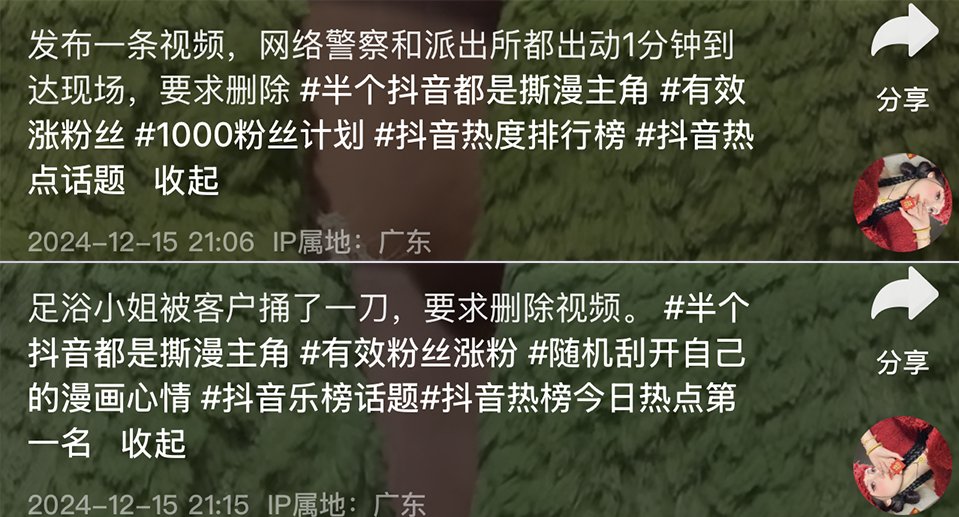 发布一条视频，网络警察和派出所都出动1分钟到
达现场，要求删除 #半个抖音都是撕漫主角 #有效
涨粉丝 #1000粉丝计划 #抖音热度排行榜 #抖音热
点话题 收起
分享
2024-12-15 21:06 IP属地：广东
足浴小姐被客户捅了一刀，要求删除视频。 #半个
抖音都是撕漫主角 #有效粉丝涨粉 #随机刮开自己
的漫画心情 #抖音乐榜话题#抖音热榜今日热点第
一名 收起
分享
2024-12-15 21:15 IP属地：广东